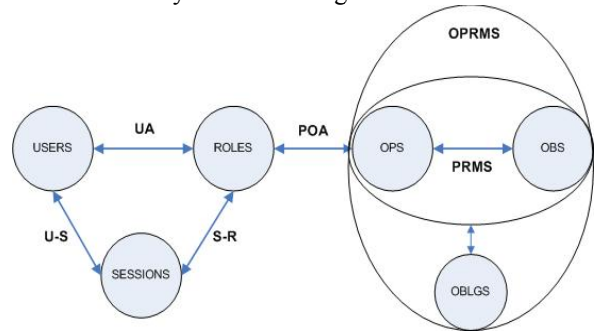 OPRMS
UA
POA
USERS
ROLES
OPS
OBS
PRMS
U-S
S-R
SESSIONS
OBLGS